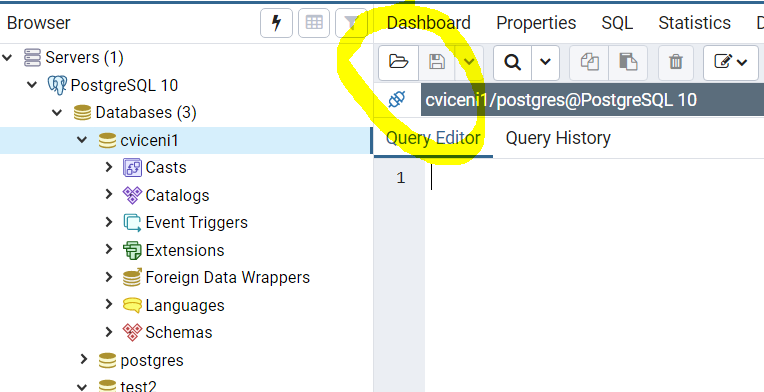 Browser
Dashboard Properties SQL Statistics D
Servers (1)
PostgreSQL 10
Databases (3)
cviceni1
Casts
Catalogs
Event Triggers
Extensions
Foreign Data Wrappers
Languages
Schemas
postgres
test2
cviceni1/postgres@PostgreSQL 10
Query Editor Query History
1